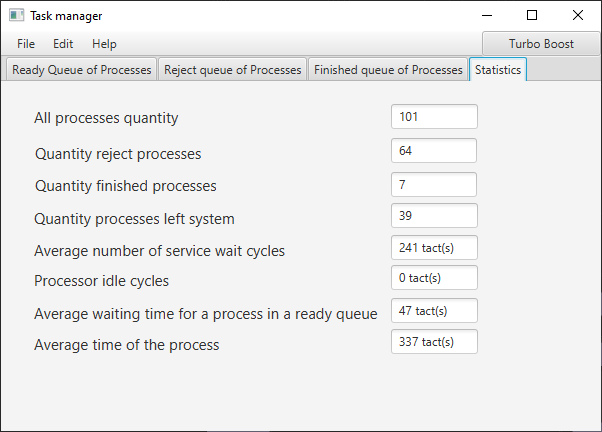 Task manager
File Edit Help Turbo Boost
Ready Queue of Processes Reject queue of Processes Finished queue of Processes Statistics
All processes quantity 101
Quantity reject processes 64
Quantity finished processes 7
Quantity processes left system 39
Average number of service wait cycles 241 tact(s)
Processor idle cycles 0 tact(s)
Average waiting time for a process in a ready queue 47 tact(s)
Average time of the process 337 tact(s)